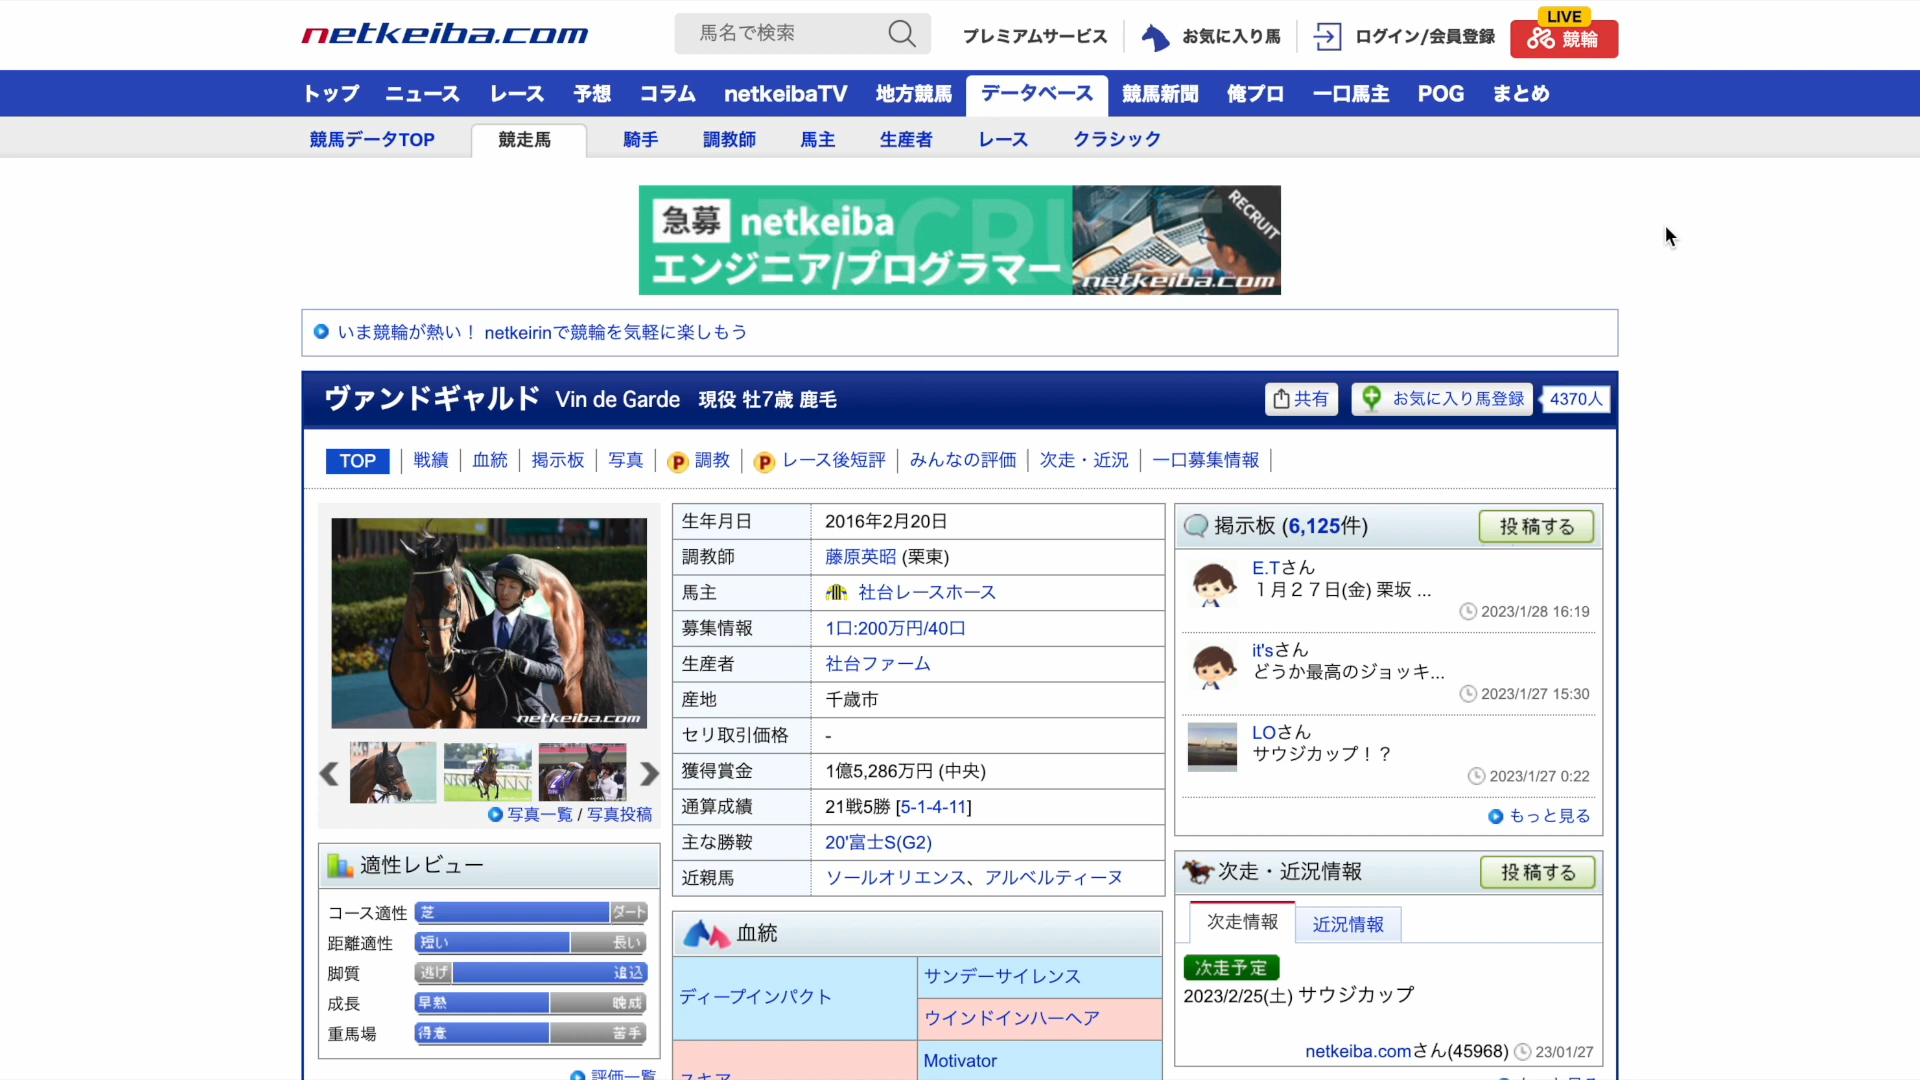 netkeiba.com
馬名で検索
プレミアムサービス
お気に入り馬
ログイン/会員登録
LIVE
競輪
トップ ニュース レース 予想 コラム netkeibaTV 地方競馬 データベース 競馬新聞 俺プロ 一口馬主 POG まとめ
競馬データTOP 競走馬 騎手 調教師 馬主 生産者 レース クラシック
急募 netkeiba
エンジニア/プログラマー
RECRUIT
netkeiba.com
いま競輪が熱い！ netkeirinで競輪を気軽に楽しもう
ヴァンドギャルド Vin de Garde 現役 牡7歳 鹿毛
共有
お気に入り馬登録
4370人
TOP 戦績 血統 掲示板 写真 P 調教 P レース後短評 みんなの評価 次走・近況 一口募集情報
netkeiba.com
写真一覧 / 写真投稿
適性レビュー
コース適性 芝 ダート
距離適性 短い 長い
脚質 逃げ 追込
成長 早熟 晩成
重馬場 得意 苦手
評価一覧
生年月日 2016年2月20日
調教師 藤原英昭 (栗東)
馬主 社台レースホース
募集情報 1口:200万円/40口
生産者 社台ファーム
産地 千歳市
セリ取引価格 -
獲得賞金 1億5,286万円 (中央)
通算成績 21戦5勝 [5-1-4-11]
主な勝鞍 20'富士S(G2)
近親馬 ソールオリエンス、アルベルティーヌ
血統
ディープインパクト
サンデーサイレンス
ウインドインハーヘア
スキア
Motivator
掲示板 (6,125件)
投稿する
E.Tさん
１月２７日(金) 栗坂 ...
2023/1/28 16:19
it'sさん
どうか最高のジョッキ...
2023/1/27 15:30
LOさん
サウジカップ！？
2023/1/27 0:22
もっと見る
次走・近況情報
投稿する
次走情報 近況情報
次走予定
2023/2/25(土) サウジカップ
netkeiba.comさん(45968) 23/01/27